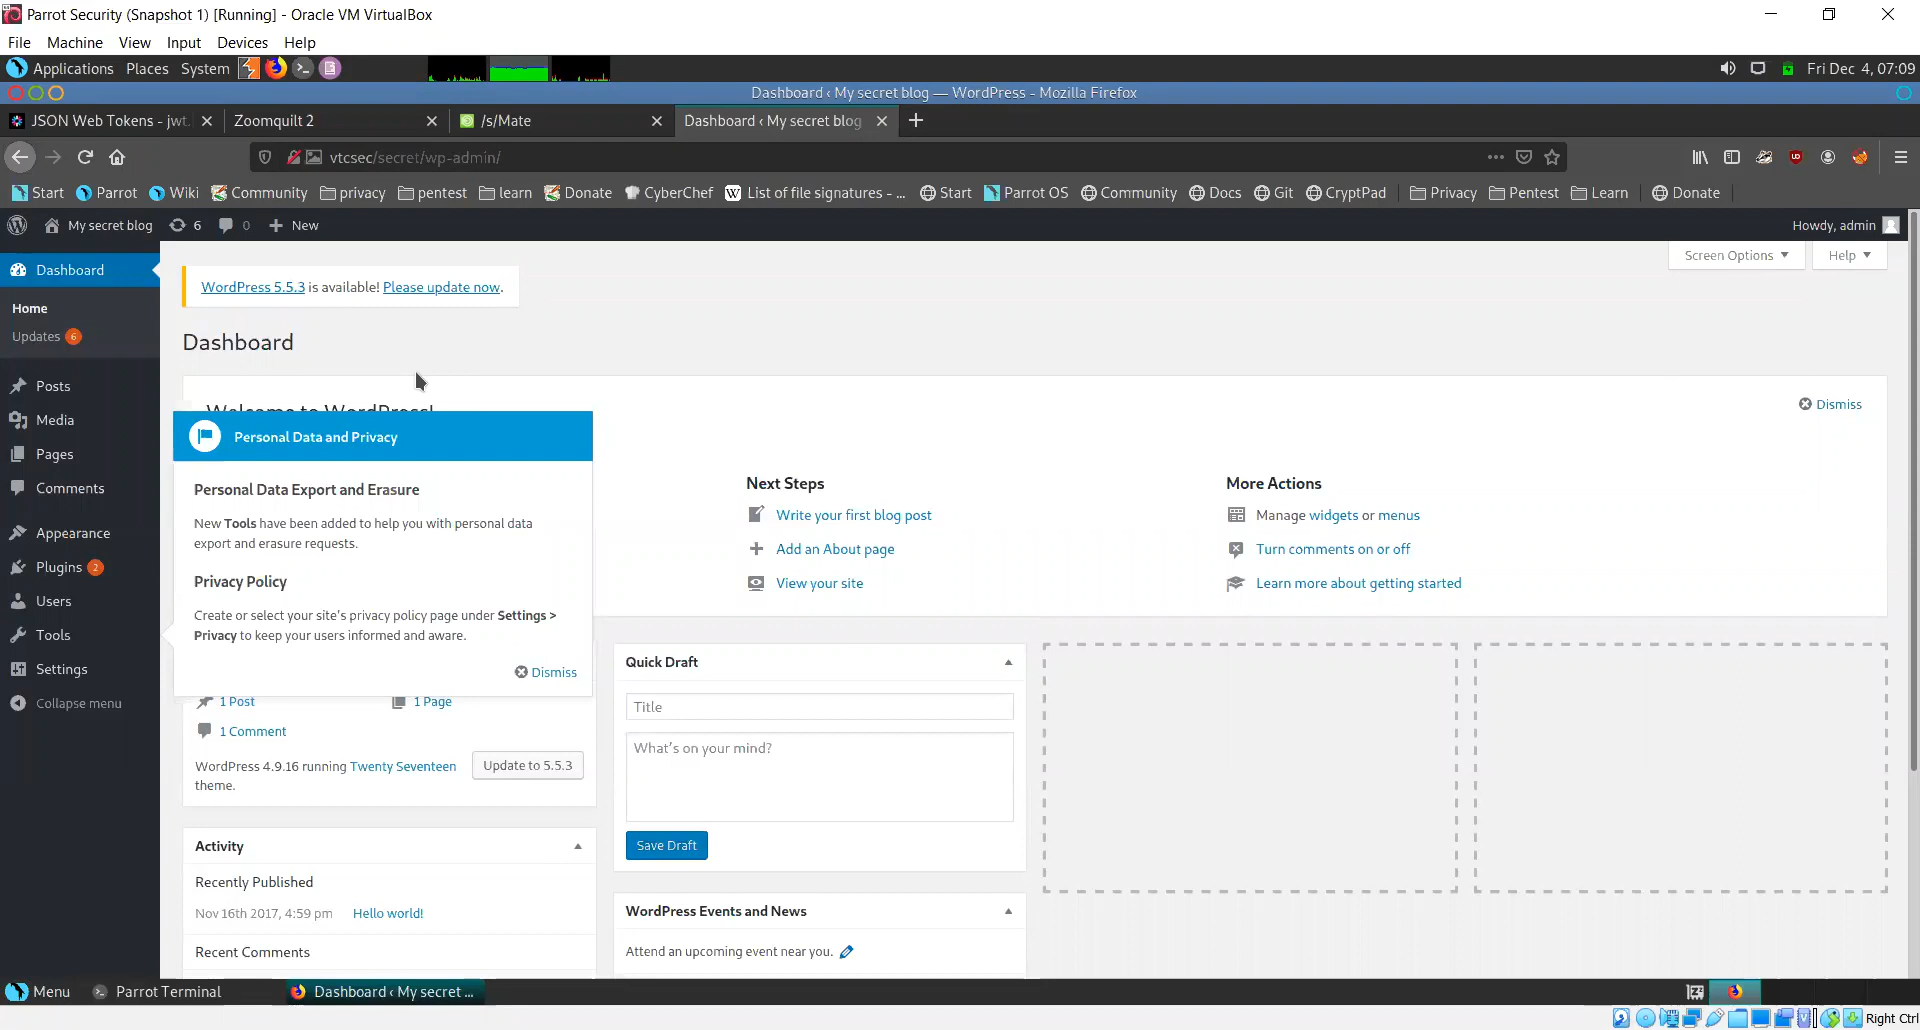 Parrot Security (Snapshot 1) [Running] - Oracle VM VirtualBox
File Machine View Input Devices Help
Applications Places System
Fri Dec 4, 07:09
Dashboard ‹ My secret blog — WordPress - Mozilla Firefox
JSON Web Tokens - jwt.
Zoomquilt 2
/s/Mate
Dashboard ‹ My secret blog
vtcsec/secret/wp-admin/
Start Parrot Wiki Community privacy pentest learn Donate CyberChef List of file signatures - ... Start Parrot OS Community Docs Git CryptPad Privacy Pentest Learn Donate
My secret blog 6 0 New
Howdy, admin
Dashboard
Home
Updates 6
Posts
Media
Pages
Comments
Appearance
Plugins 2
Users
Tools
Settings
Collapse menu
Screen Options Help
WordPress 5.5.3 is available! Please update now.
Dashboard
Welcome to WordPress!
Dismiss
Personal Data and Privacy
Personal Data Export and Erasure
New Tools have been added to help you with personal data
export and erasure requests.
Privacy Policy
Create or select your site's privacy policy page under Settings >
Privacy to keep your users informed and aware.
Dismiss
Next Steps
Write your first blog post
Add an About page
View your site
More Actions
Manage widgets or menus
Turn comments on or off
Learn more about getting started
1 Post 1 Page
1 Comment
WordPress 4.9.16 running Twenty Seventeen
theme.
Update to 5.5.3
Activity
Recently Published
Nov 16th 2017, 4:59 pm Hello world!
Recent Comments
Quick Draft
Title
What's on your mind?
Save Draft
WordPress Events and News
Attend an upcoming event near you.
Menu Parrot Terminal Dashboard ‹ My secret ...
Right Ctrl